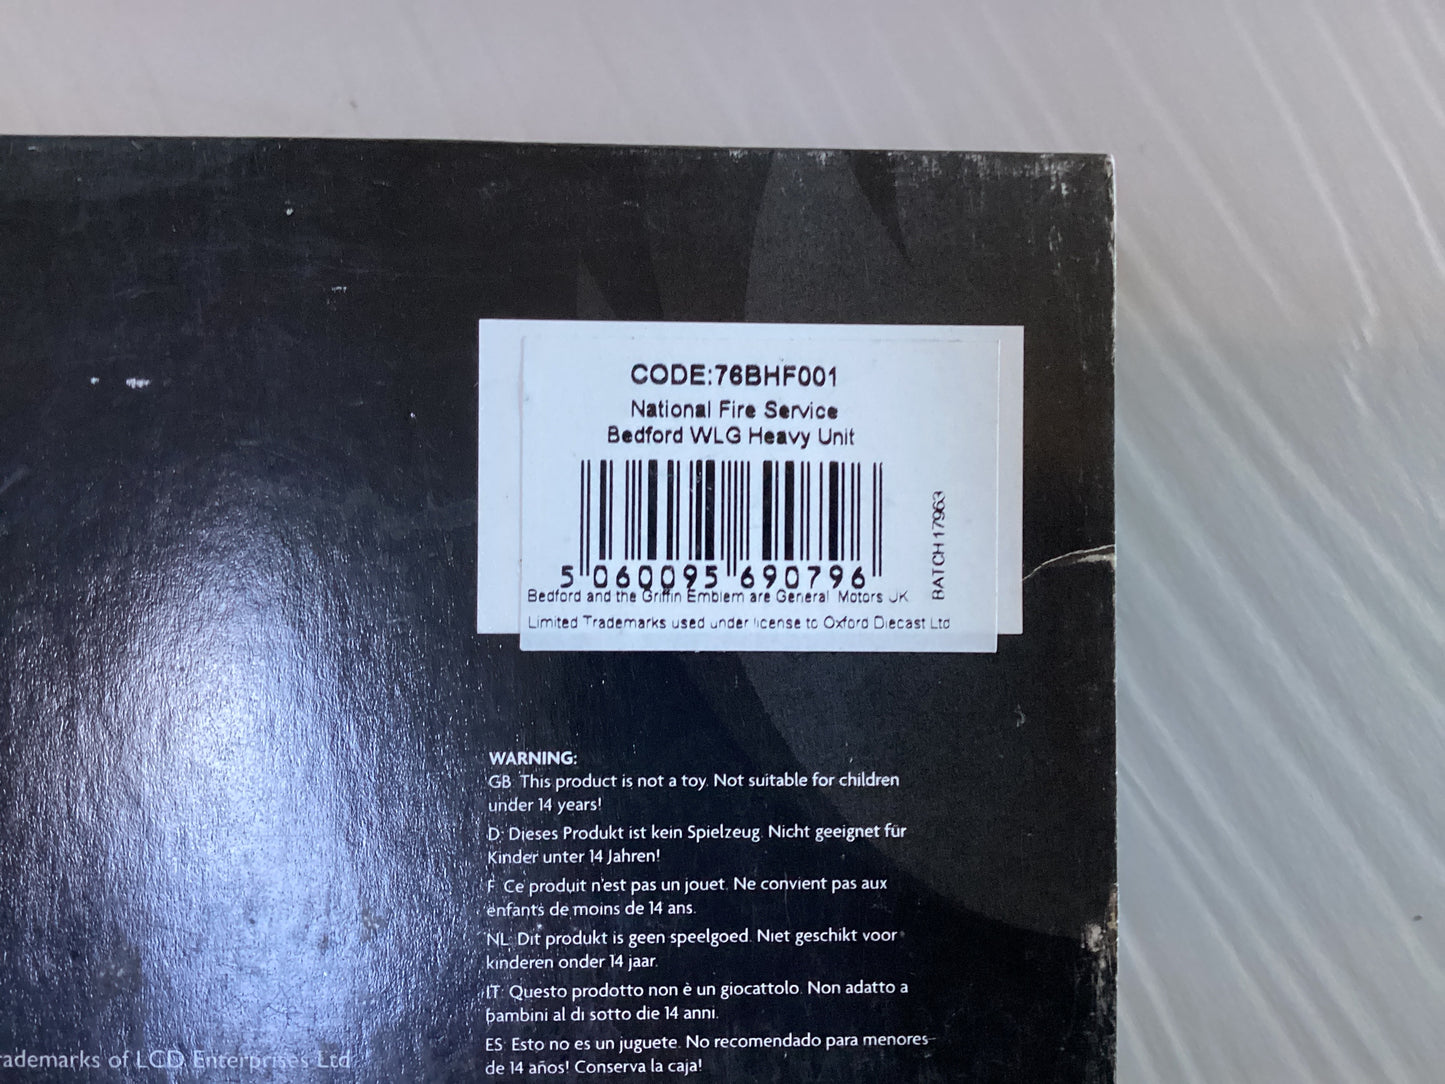 CODE:76BHF001
National Fire Service
Bedford WLG Heavy Unit
5 060095 690796
BATCH 17963
Bedford and the Griffin Emblem are General Motors UK
Limited Trademarks used under license to Oxford Diecast Ltd
WARNING:
GB: This product is not a toy. Not suitable for children
under 14 years!
D: Dieses Produkt ist kein Spielzeug. Nicht geeignet für
Kinder unter 14 Jahren!
F: Ce produit n'est pas un jouet. Ne convient pas aux
enfants de moins de 14 ans.
NL: Dit produkt is geen speelgoed. Niet geschikt voor
kinderen onder 14 jaar.
IT: Questo prodotto non è un giocattolo. Non adatto a
bambini al di sotto die 14 anni.
ES: Esto no es un juguete. No recomendado para menores
de 14 años! Conserva la caja!
ademarks of LCD Enterprises Ltd